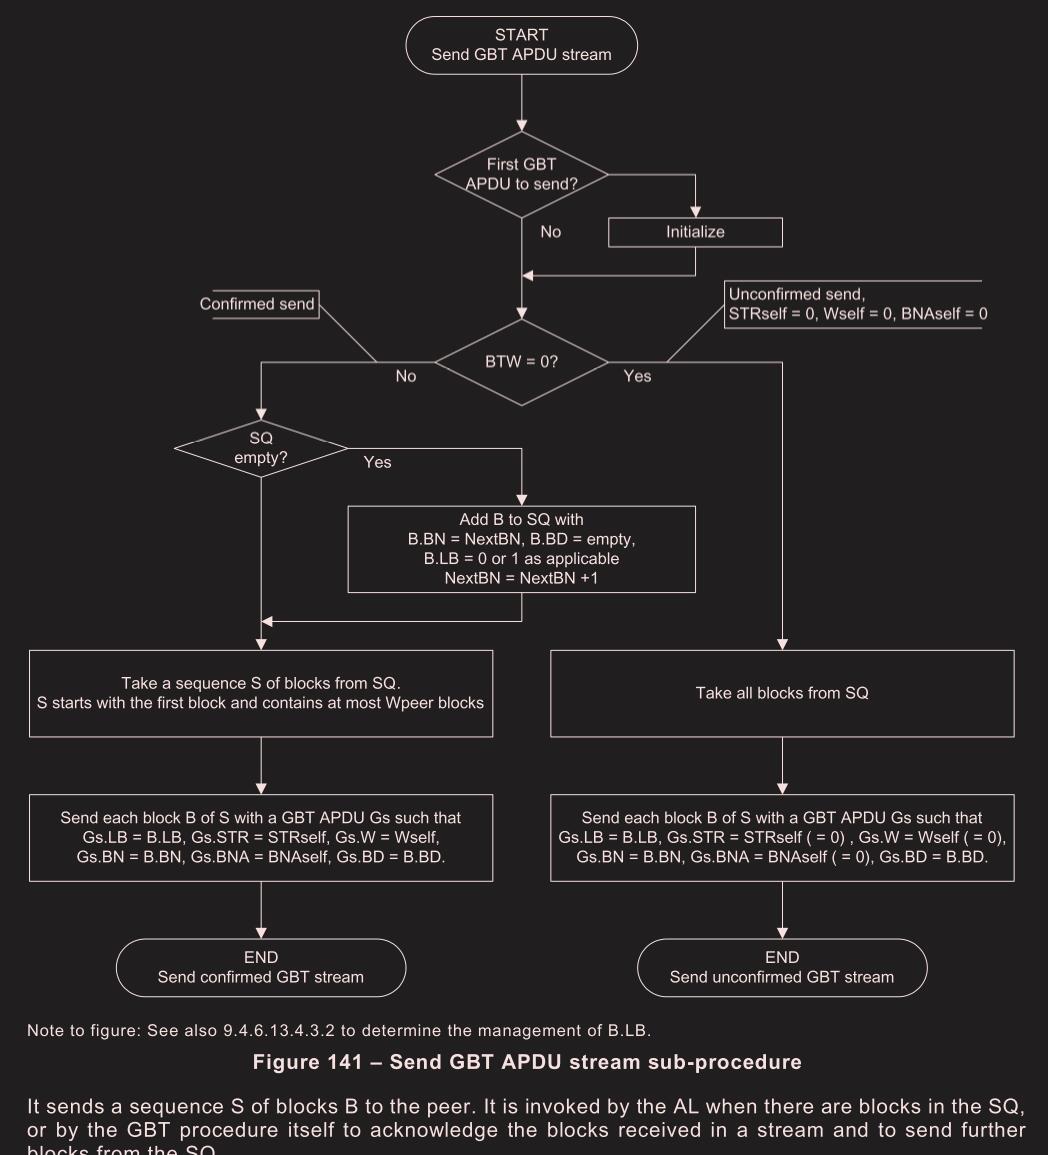 START
Send GBT APDU stream
First GBT
APDU to send?
No
Initialize
Confirmed send
Unconfirmed send,
STRself = 0, Wself = 0, BNAself = 0
BTW = 0?
No
Yes
SQ
empty?
Yes
Add B to SQ with
B.BN = NextBN, B.BD = empty,
B.LB = 0 or 1 as applicable
NextBN = NextBN +1
Take a sequence S of blocks from SQ.
S starts with the first block and contains at most Wpeer blocks
Take all blocks from SQ
Send each block B of S with a GBT APDU Gs such that
Gs.LB = B.LB, Gs.STR = STRself, Gs.W = Wself,
Gs.BN = B.BN, Gs.BNA = BNAself, Gs.BD = B.BD.
Send each block B of S with a GBT APDU Gs such that
Gs.LB = B.LB, Gs.STR = STRself ( = 0) , Gs.W = Wself ( = 0),
Gs.BN = B.BN, Gs.BNA = BNAself ( = 0), Gs.BD = B.BD.
END
Send confirmed GBT stream
END
Send unconfirmed GBT stream
Note to figure: See also 9.4.6.13.4.3.2 to determine the management of B.LB.
Figure 141 – Send GBT APDU stream sub-procedure
It sends a sequence S of blocks B to the peer. It is invoked by the AL when there are blocks in the SQ,
or by the GBT procedure itself to acknowledge the blocks received in a stream and to send further
blocks from the SQ.